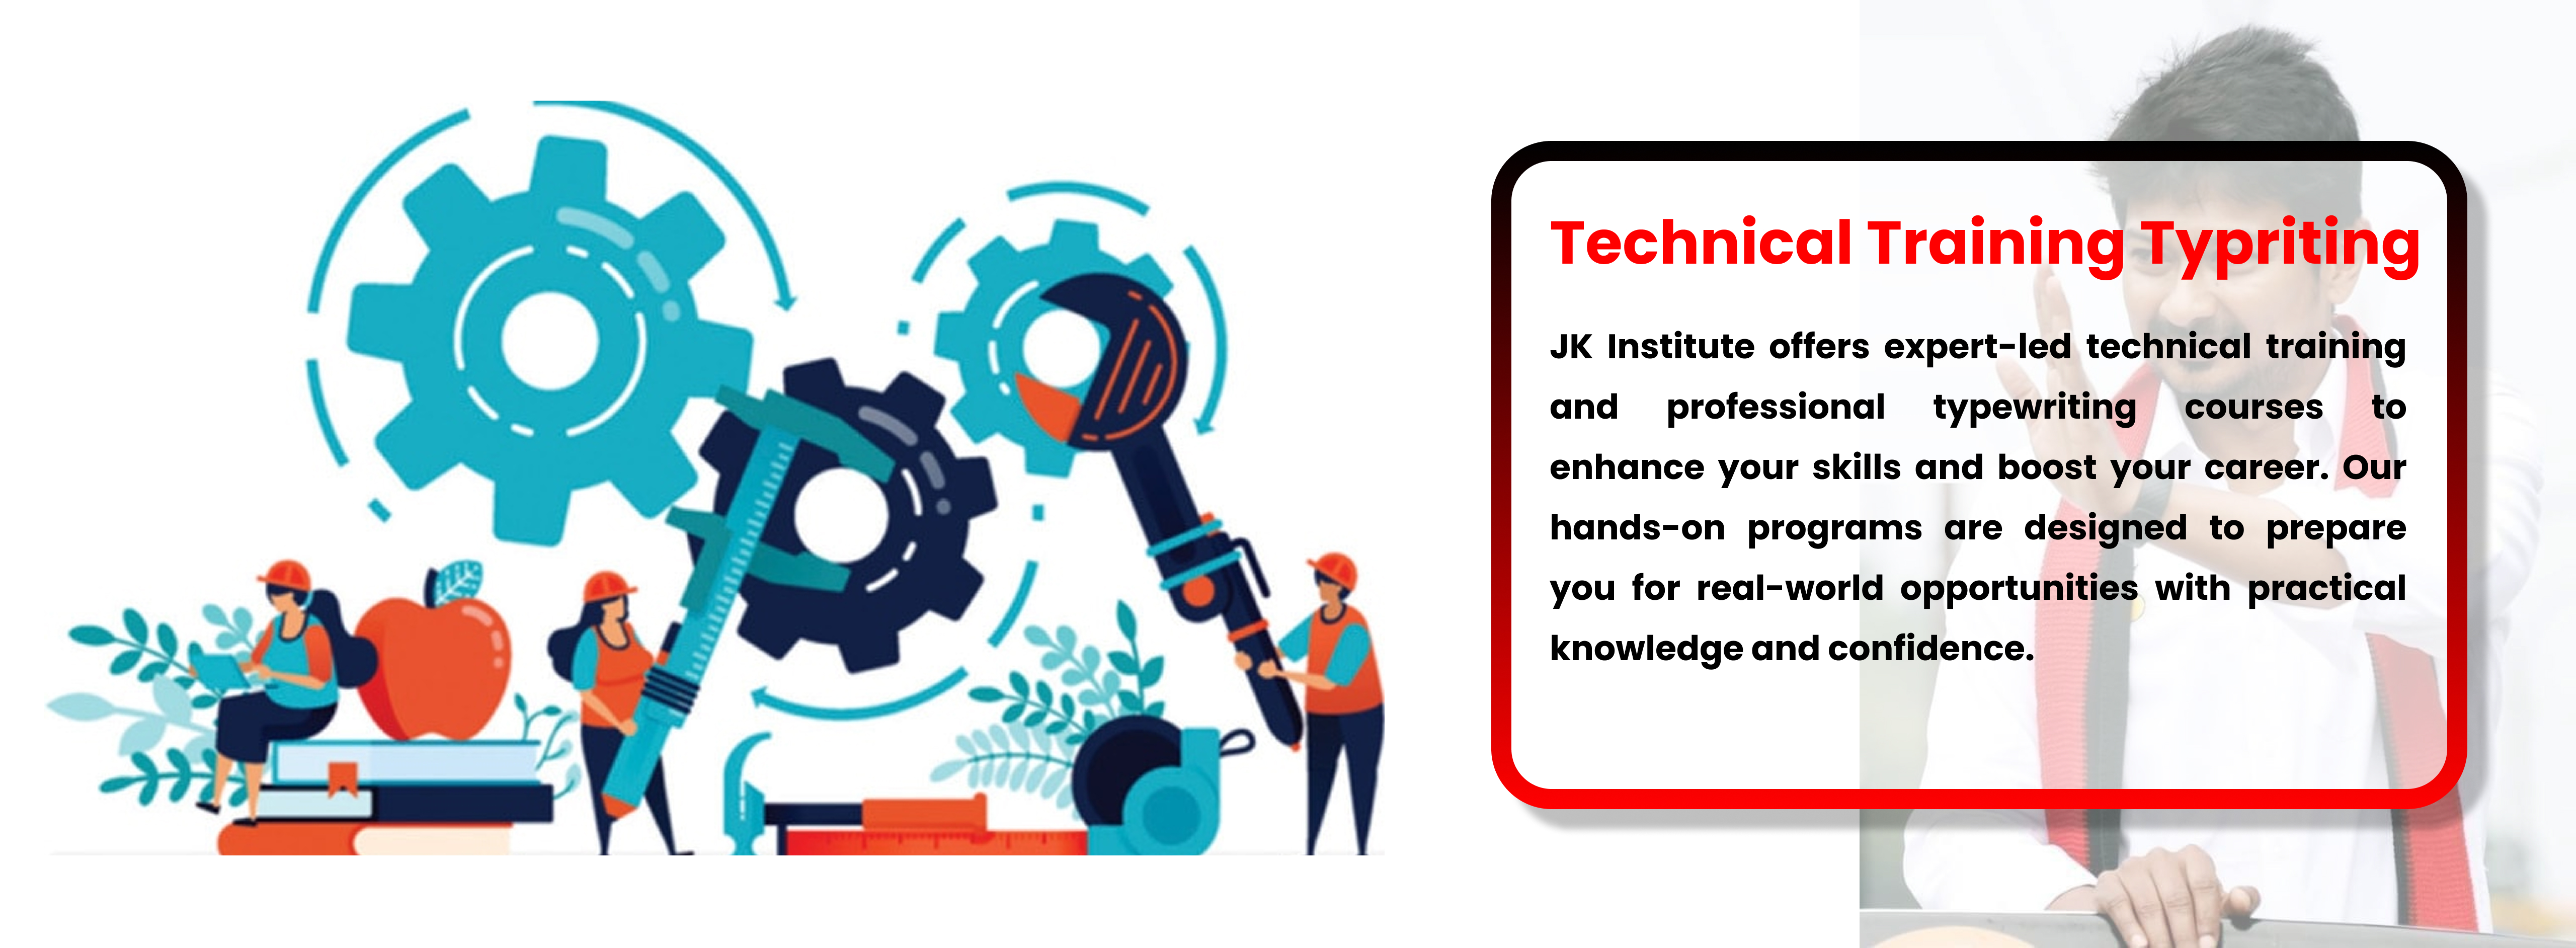 Technical Training Typriting
JK Institute offers expert-led technical training
and professional typewriting courses to
enhance your skills and boost your career. Our
hands-on programs are designed to prepare
you for real-world opportunities with practical
knowledge and confidence.